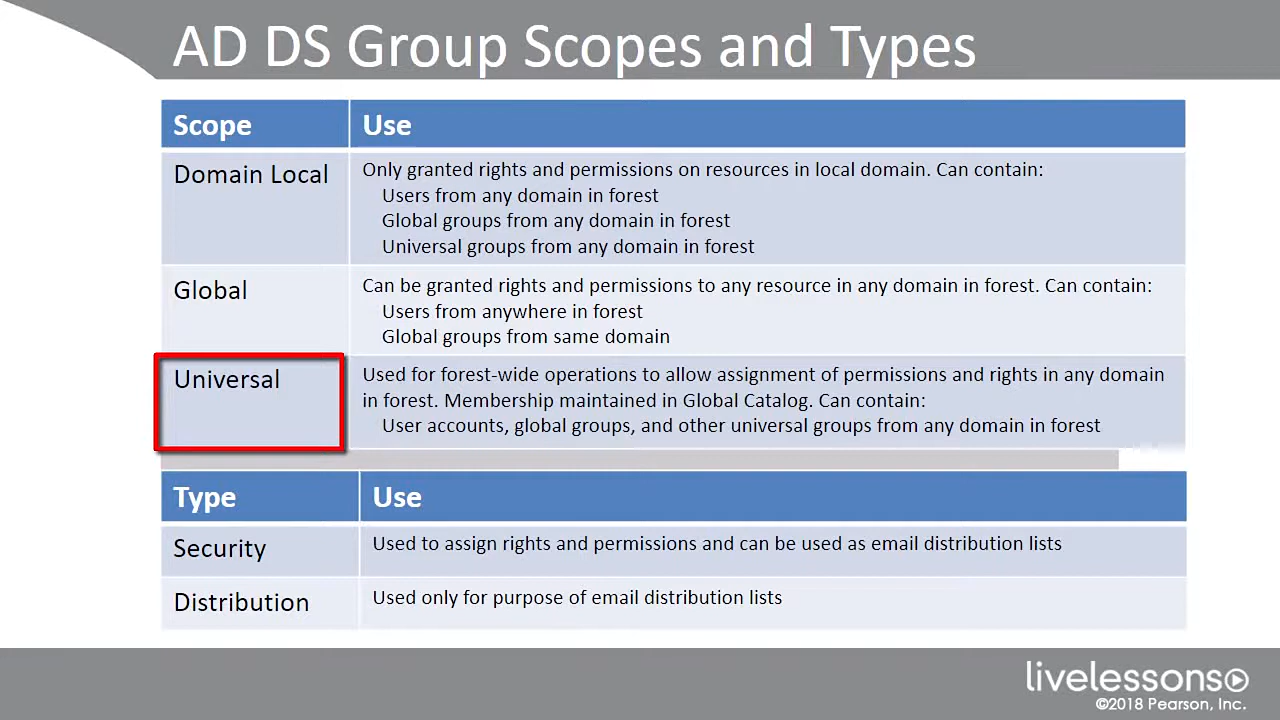 AD DS Group Scopes and Types
Scope
Use
Domain Local
Only granted rights and permissions on resources in local domain. Can contain:
Users from any domain in forest
Global groups from any domain in forest
Universal groups from any domain in forest
Global
Can be granted rights and permissions to any resource in any domain in forest. Can contain:
Users from anywhere in forest
Global groups from same domain
Universal
Used for forest-wide operations to allow assignment of permissions and rights in any domain
in forest. Membership maintained in Global Catalog. Can contain:
User accounts, global groups, and other universal groups from any domain in forest
Type
Use
Security
Used to assign rights and permissions and can be used as email distribution lists
Distribution
Used only for purpose of email distribution lists
livelessons
©2018 Pearson, Inc.